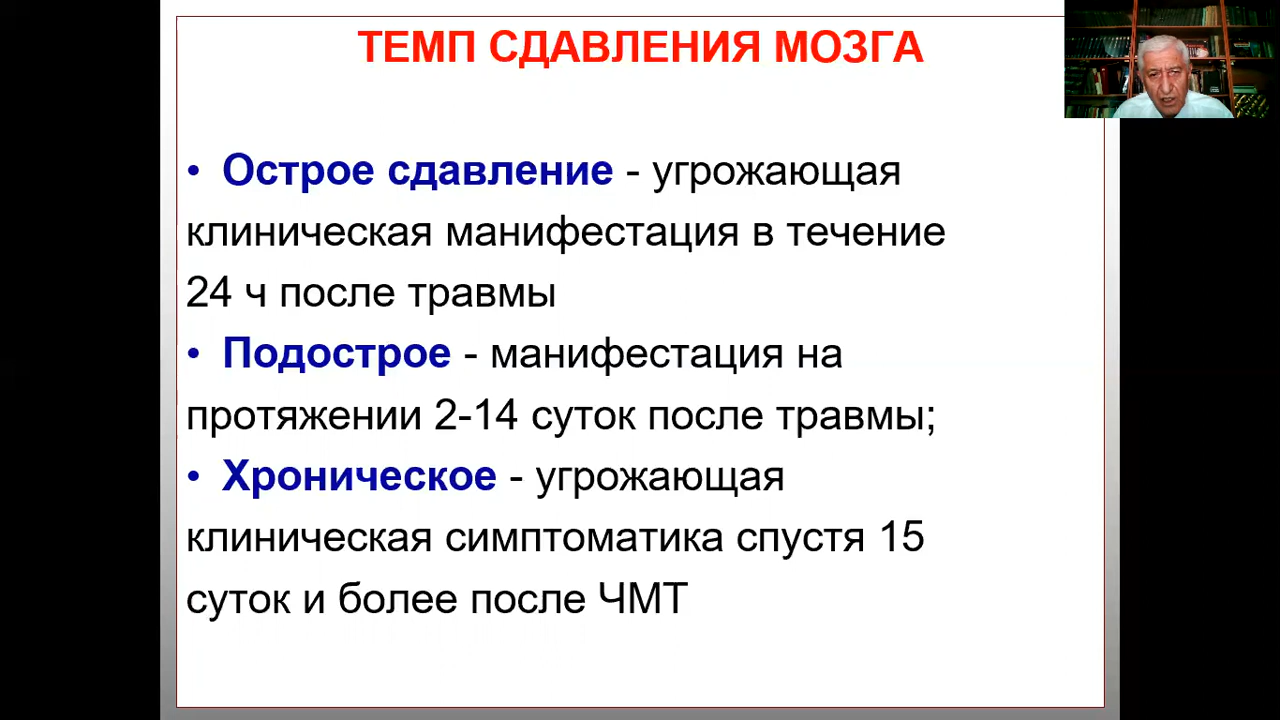 ТЕМП СДАВЛЕНИЯ МОЗГА
• Острое сдавление - угрожающая
клиническая манифестация в течение
24 ч после травмы
• Подострое - манифестация на
протяжении 2-14 суток после травмы;
• Хроническое - угрожающая
клиническая симптоматика спустя 15
суток и более после ЧМТ